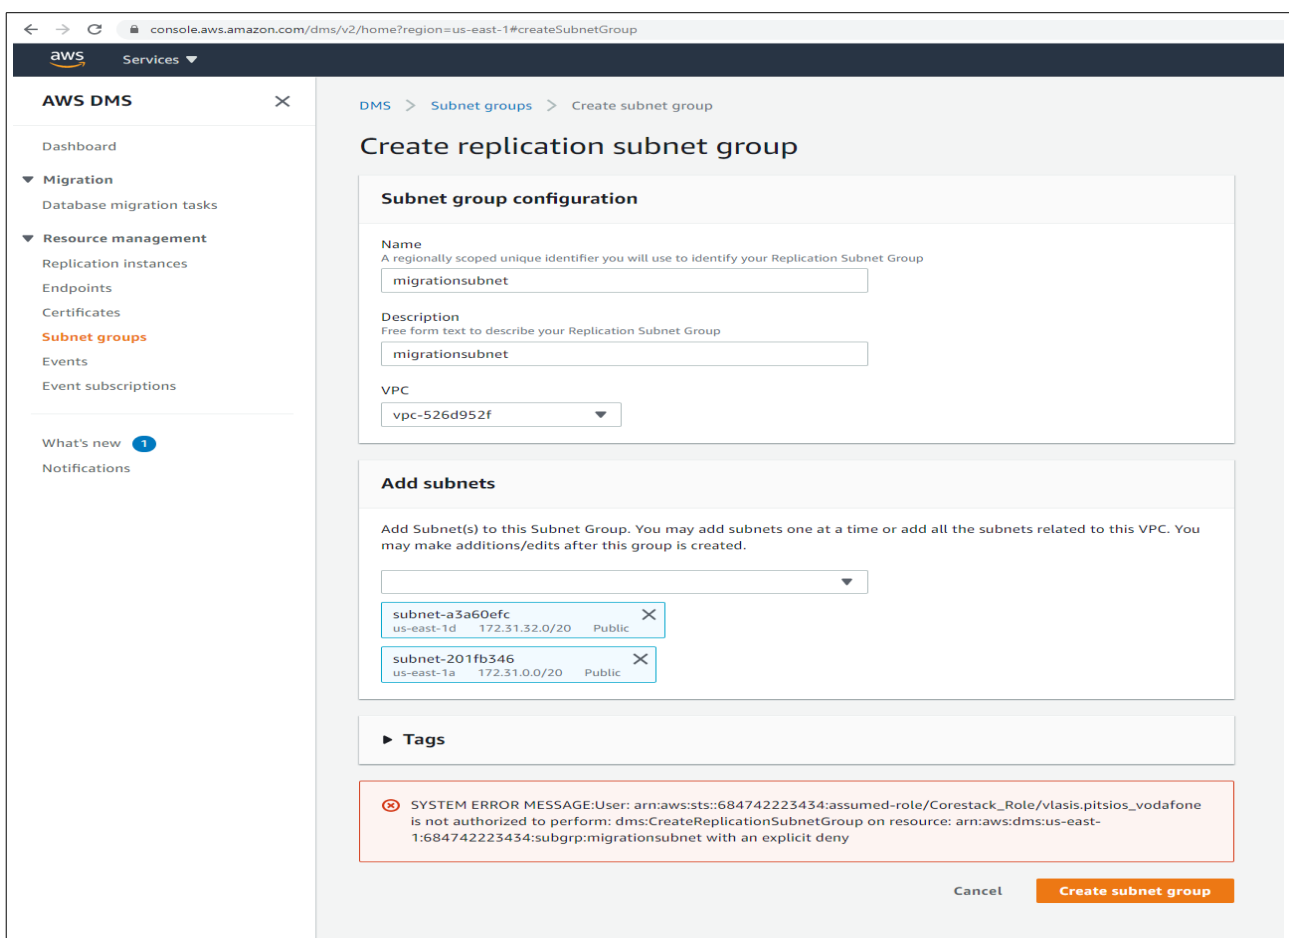 console.aws.amazon.com/dms/v2/home?region=us-east-1#createSubnetGroup
aws
Services
AWS DMS
Dashboard
Migration
Database migration tasks
Resource management
Replication instances
Endpoints
Certificates
Subnet groups
Events
Event subscriptions
What's new 1
Notifications
DMS > Subnet groups > Create subnet group
Create replication subnet group
Subnet group configuration
Name
A regionally scoped unique identifier you will use to identify your Replication Subnet Group
migrationsubnet
Description
Free form text to describe your Replication Subnet Group
migrationsubnet
VPC
vpc-526d952f
Add subnets
Add Subnet(s) to this Subnet Group. You may add subnets one at a time or add all the subnets related to this VPC. You
may make additions/edits after this group is created.
subnet-a3a60efc
us-east-1d 172.31.32.0/20 Public
subnet-201fb346
us-east-1a 172.31.0.0/20 Public
Tags
SYSTEM ERROR MESSAGE:User: arn:aws:sts::684742223434:assumed-role/Corestack_Role/vlasis.pitsios_vodafone
is not authorized to perform: dms:CreateReplicationSubnetGroup on resource: arn:aws:dms:us-east-
1:684742223434:subgrp:migrationsubnet with an explicit deny
Cancel
Create subnet group